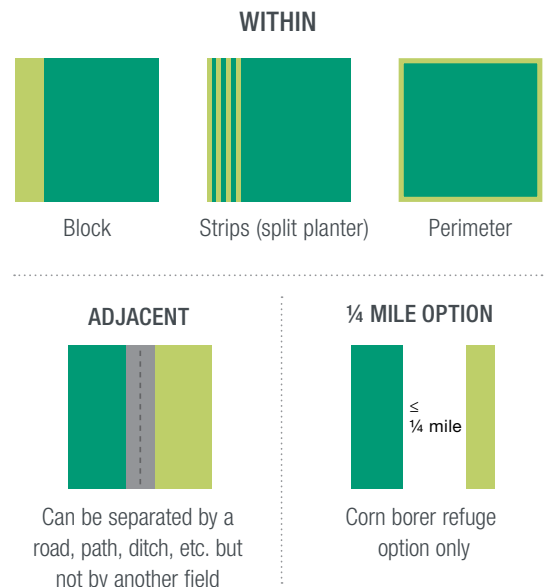 WITHIN
Block
Strips (split planter)
Perimeter
ADJACENT
Can be separated by a
road, path, ditch, etc. but
not by another field
¼ MILE OPTION
≤
¼ mile
Corn borer refuge
option only